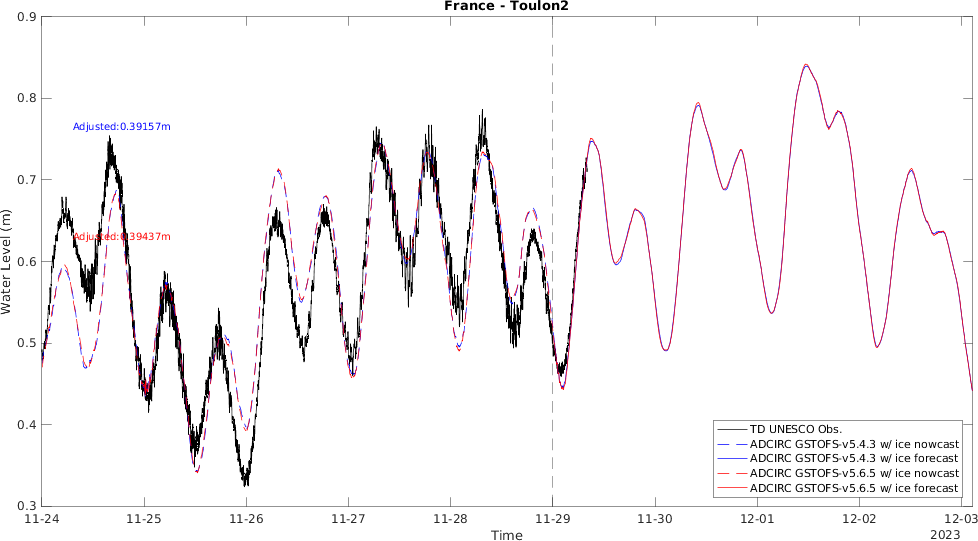 France - Toulon2
0.9
0.8
0.7
0.6
0.5
0.4
0.3
Water Level (m)
Adjusted:0.39157m
Adjusted:0.39437m
TD UNESCO Obs.
ADCIRC GSTOFS-v5.4.3 w/ ice nowcast
ADCIRC GSTOFS-v5.4.3 w/ ice forecast
ADCIRC GSTOFS-v5.6.5 w/ ice nowcast
ADCIRC GSTOFS-v5.6.5 w/ ice forecast
11-24 11-25 11-26 11-27 11-28 11-29 11-30 12-01 12-02 12-03
Time 2023